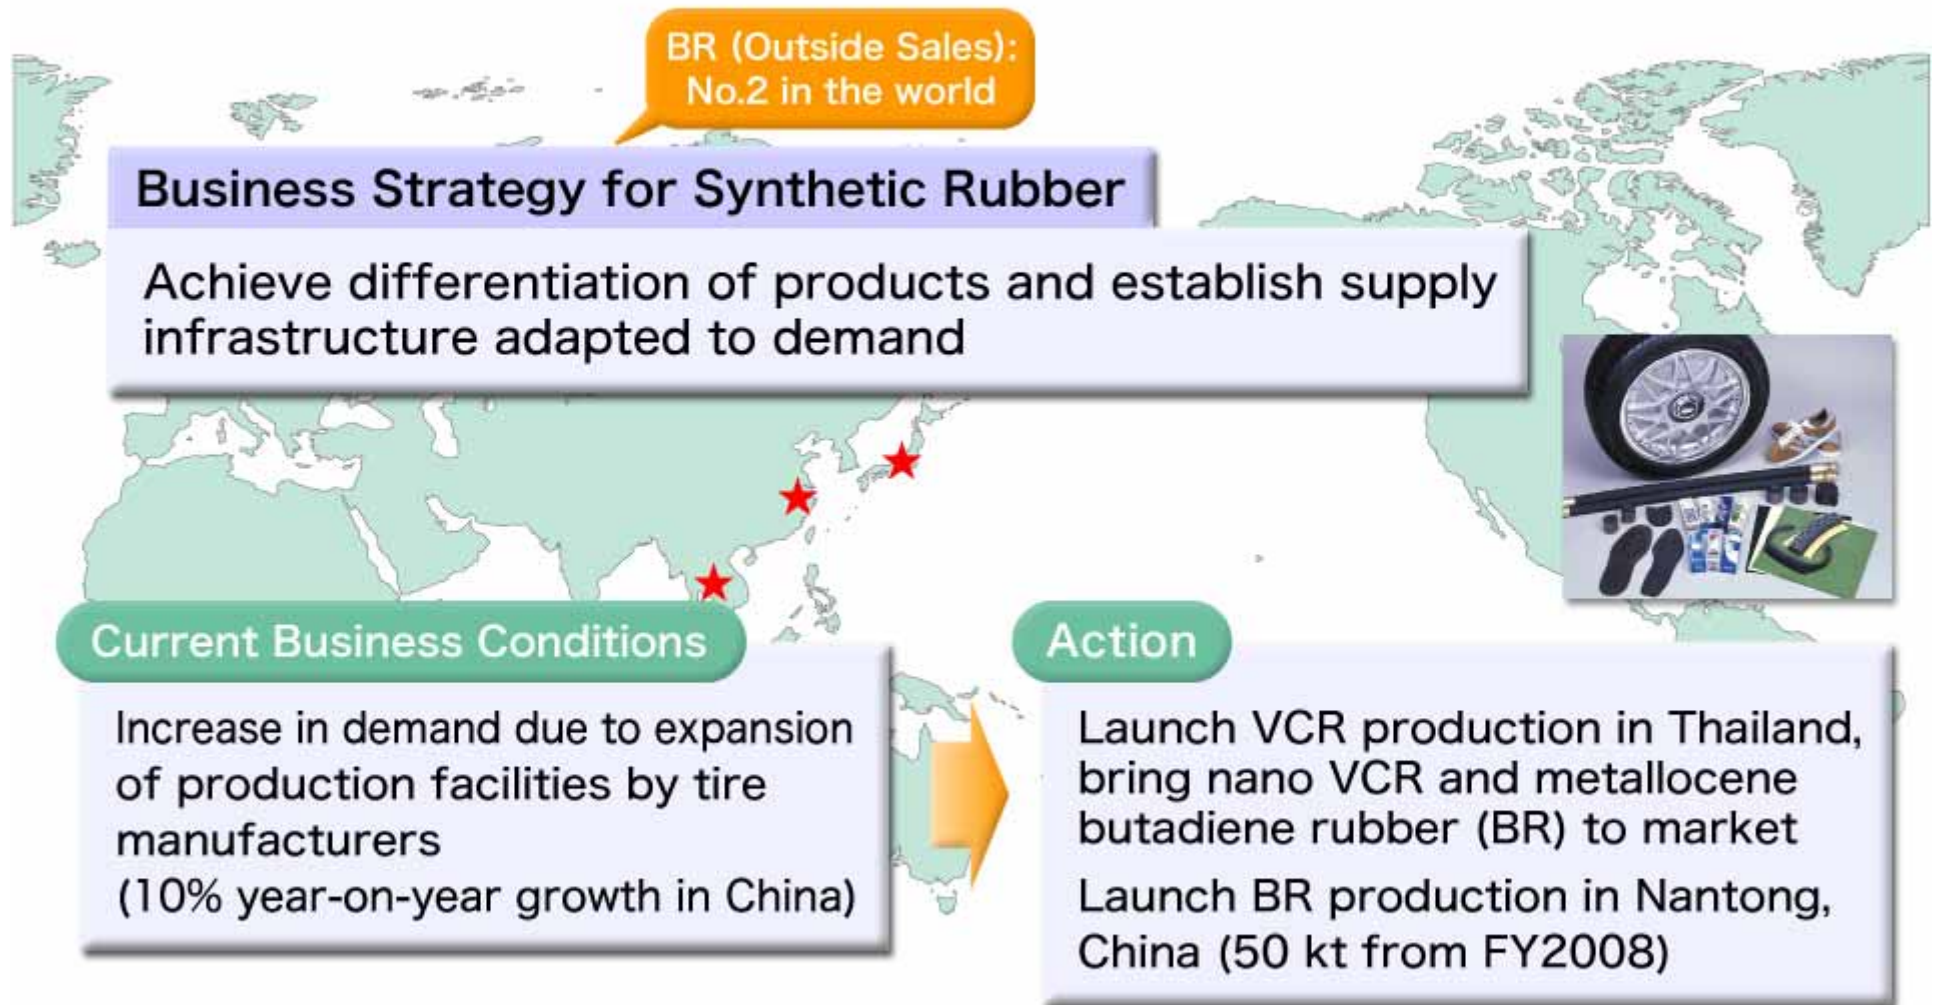 BR (Outside Sales):
No.2 in the world
Business Strategy for Synthetic Rubber
Achieve differentiation of products and establish supply
infrastructure adapted to demand
Current Business Conditions
Increase in demand due to expansion
of production facilities by tire
manufacturers
(10% year-on-year growth in China)
Action
Launch VCR production in Thailand,
bring nano VCR and metallocene
butadiene rubber (BR) to market
Launch BR production in Nantong,
China (50 kt from FY2008)